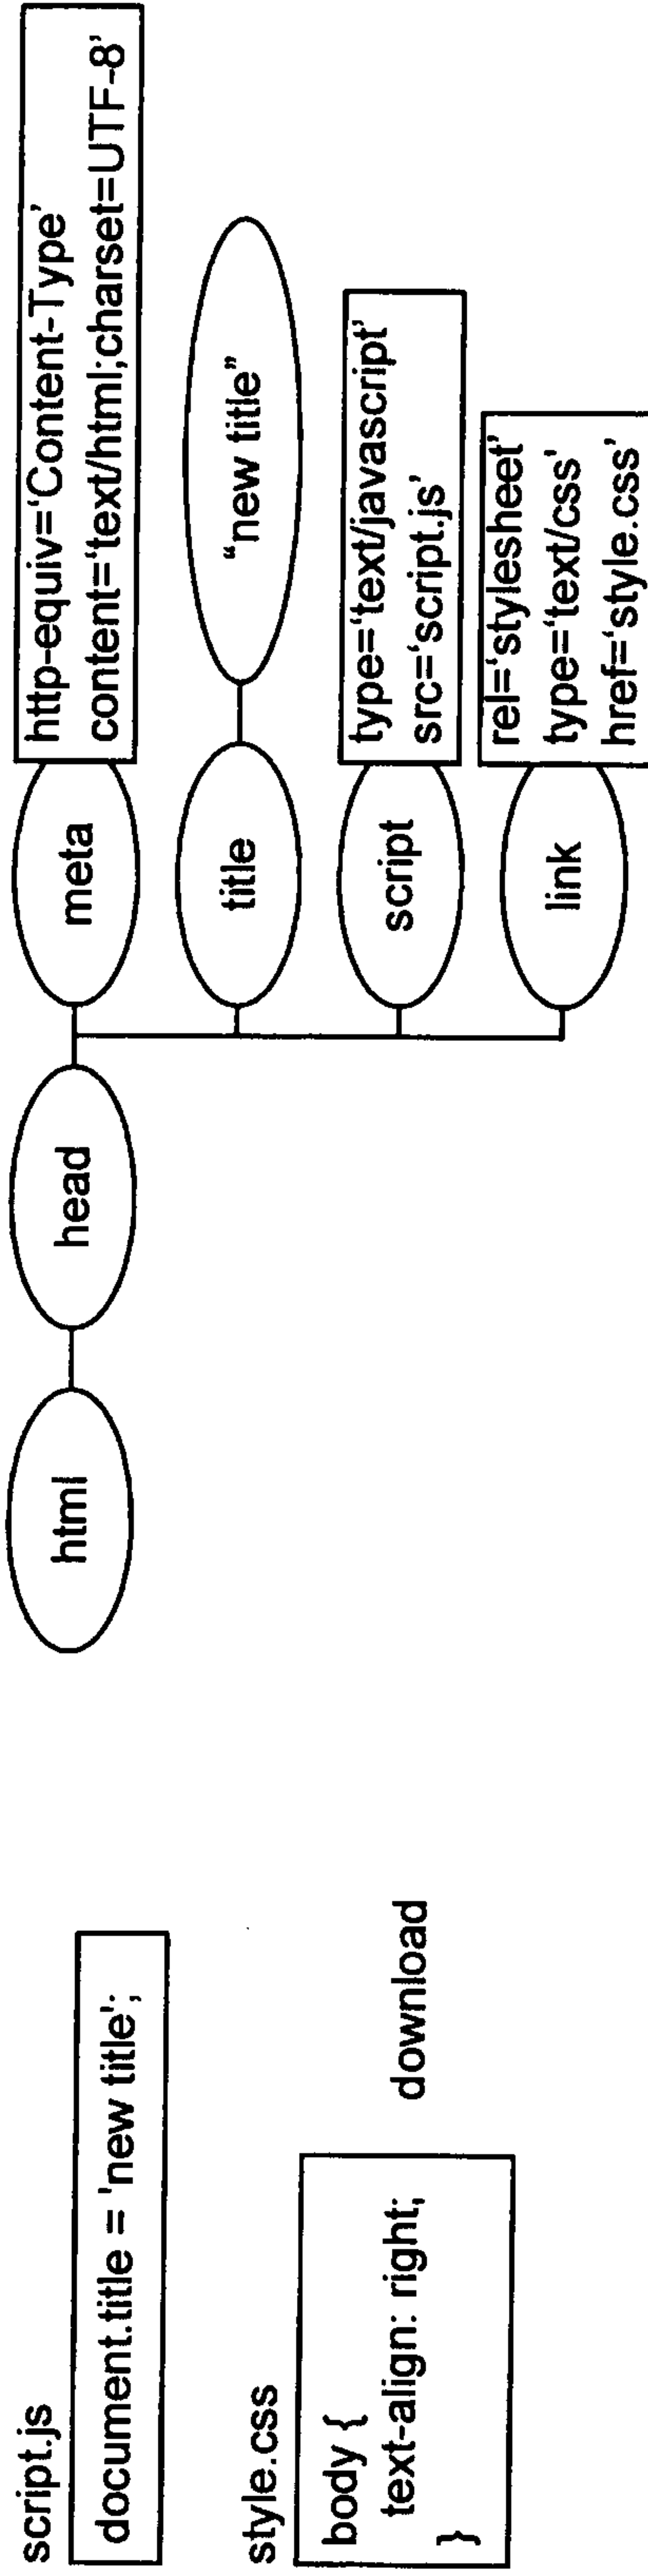 script.js
document.title = 'new title';
style.css
body {
text-align: right;
}
download
html
head
meta
http-equiv=‘Content-Type’
content=‘text/html;charset=UTF-8’
title
“new title”
script
type=‘text/javascript’
src=‘script.js’
link
rel=‘stylesheet’
type=‘text/css’
href=‘style.css’